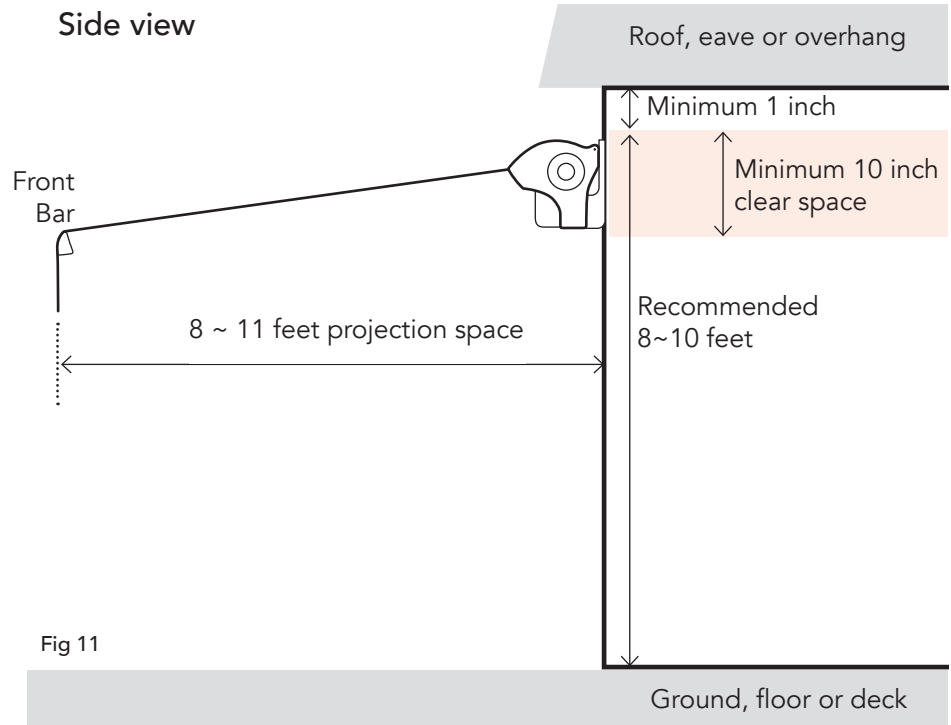 Side view
Roof, eave or overhang
Minimum 1 inch
Minimum 10 inch
clear space
Front
Bar
Recommended
8~10 feet
8 ~ 11 feet projection space
Fig 11
Ground, floor or deck